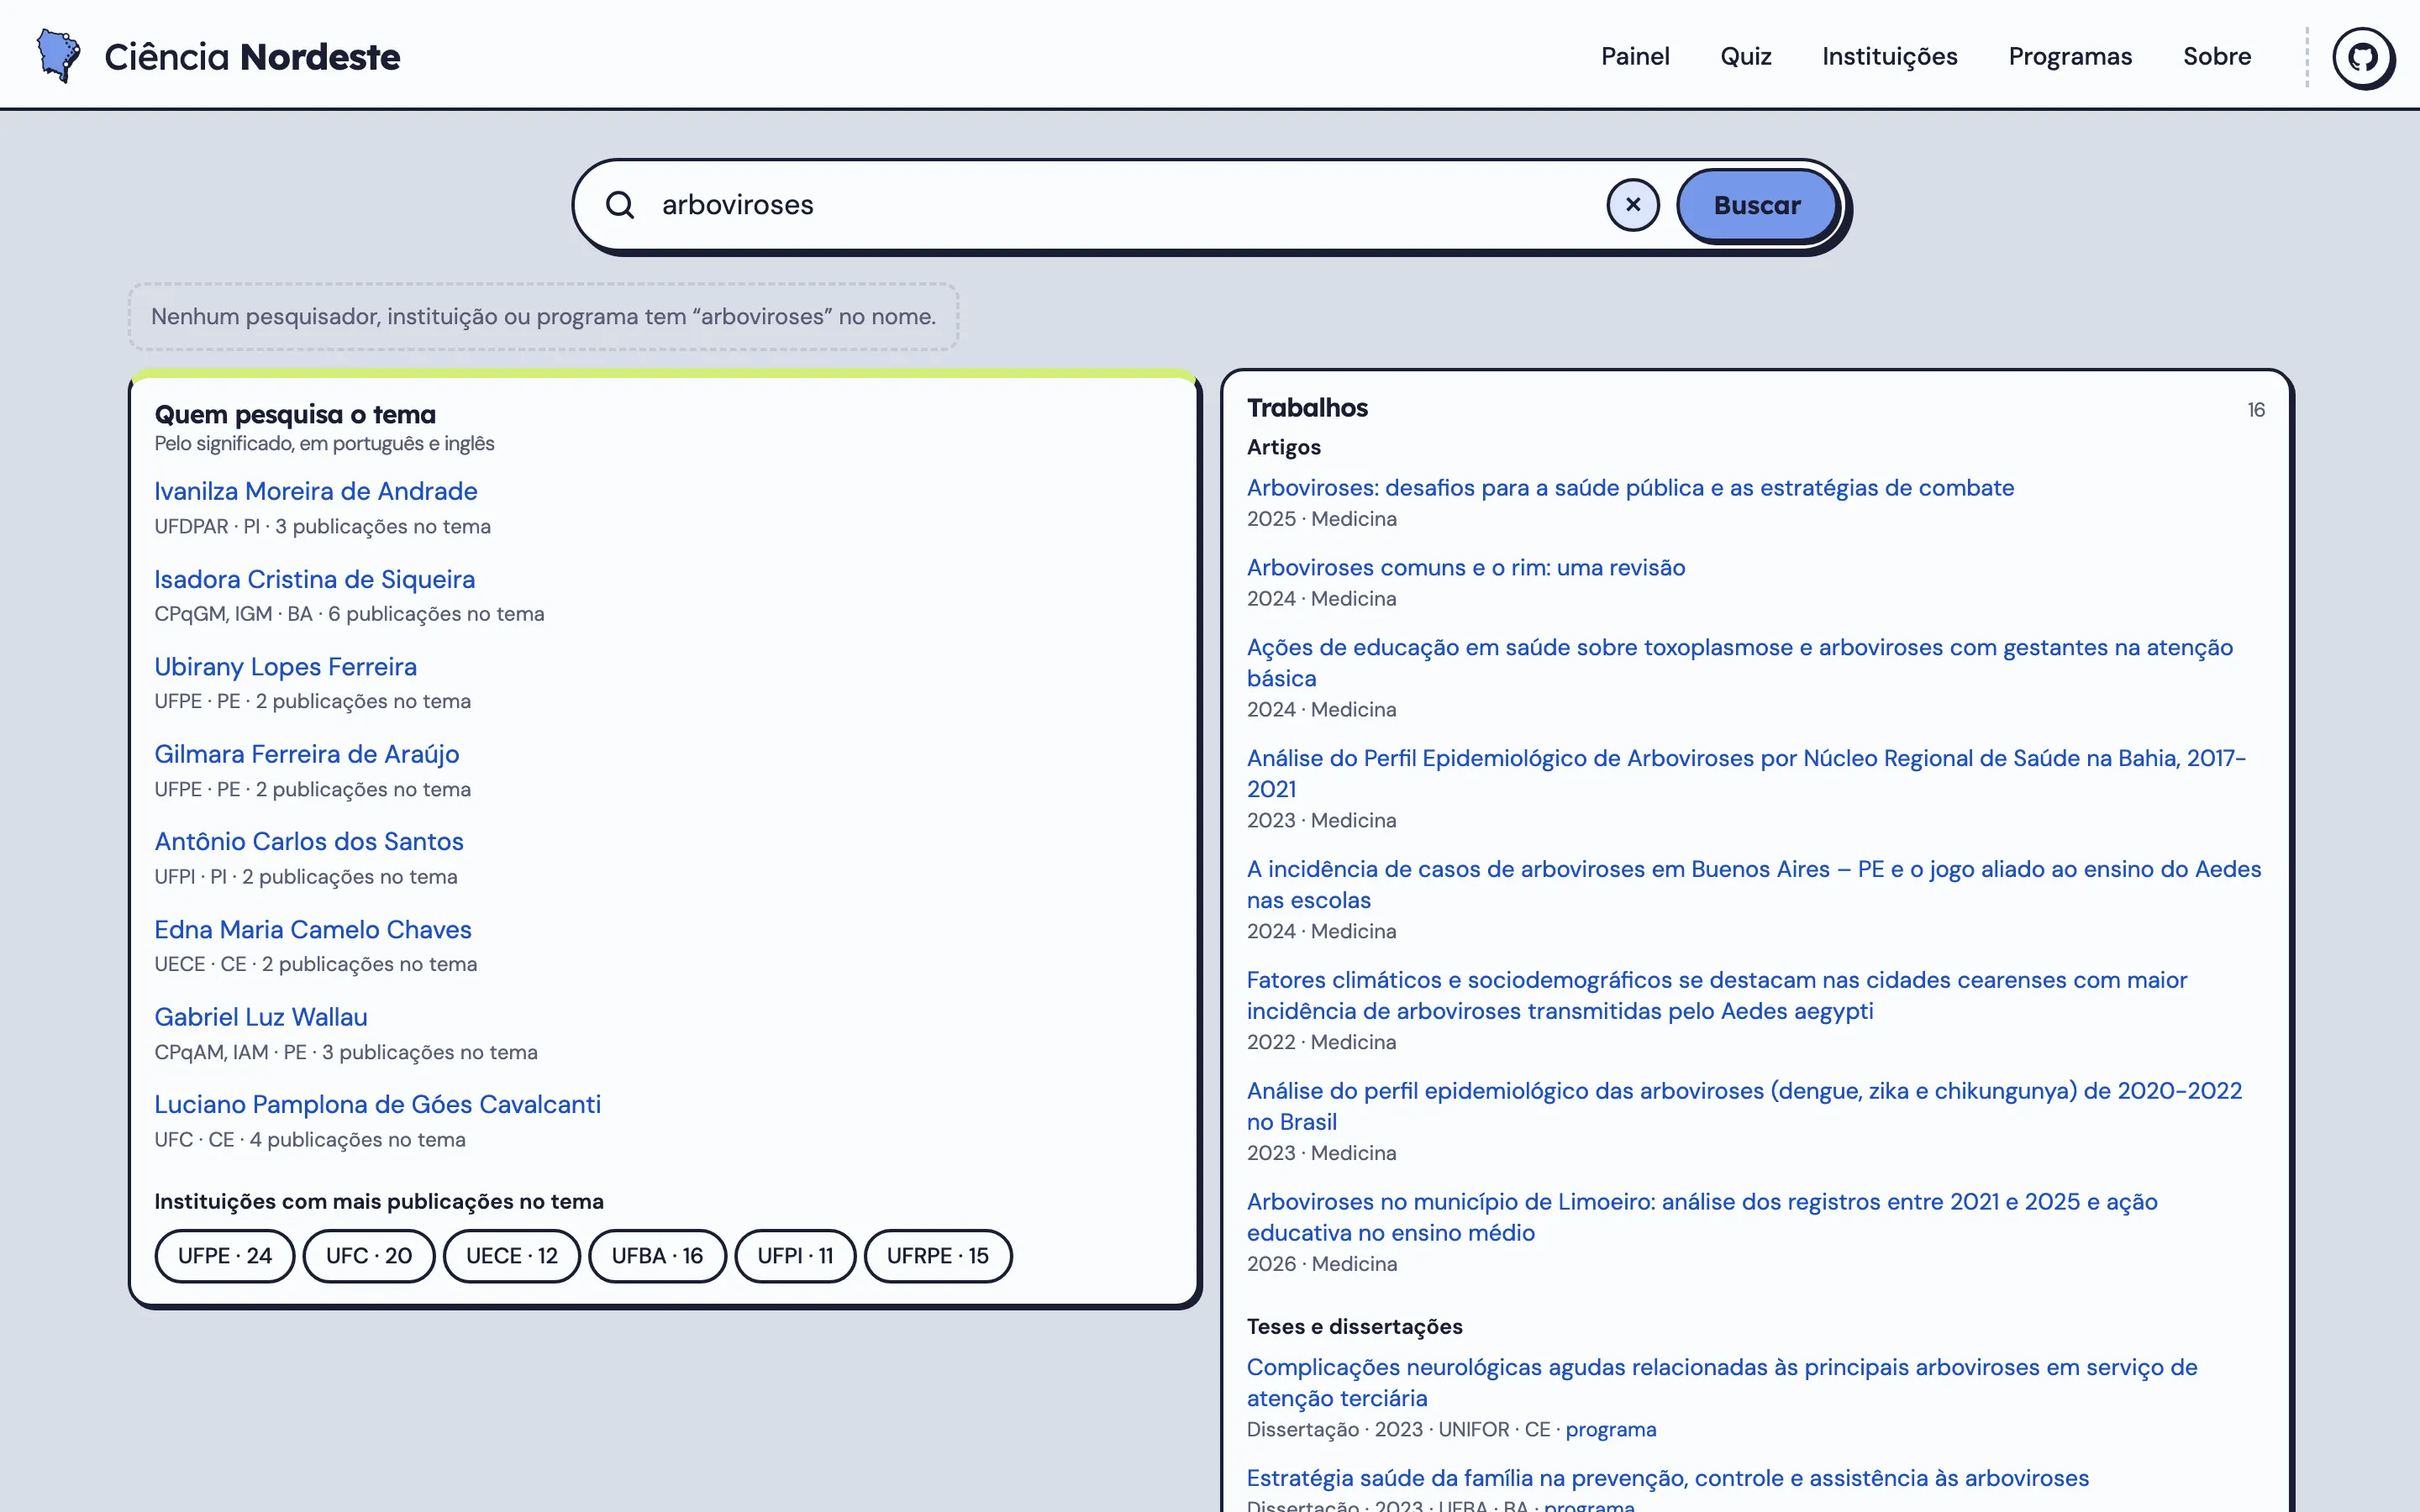 Ciência Nordeste
Painel
Quiz
Instituições
Programas
Sobre
arboviroses
Buscar
Nenhum pesquisador, instituição ou programa tem “arboviroses” no nome.
Quem pesquisa o tema
Pelo significado, em português e inglês
Ivanilza Moreira de Andrade
UFDPAR · PI · 3 publicações no tema
Isadora Cristina de Siqueira
CPqGM, IGM · BA · 6 publicações no tema
Ubirany Lopes Ferreira
UFPE · PE · 2 publicações no tema
Gilmara Ferreira de Araújo
UFPE · PE · 2 publicações no tema
Antônio Carlos dos Santos
UFPI · PI · 2 publicações no tema
Edna Maria Camelo Chaves
UECE · CE · 2 publicações no tema
Gabriel Luz Wallau
CPqAM, IAM · PE · 3 publicações no tema
Luciano Pamplona de Góes Cavalcanti
UFC · CE · 4 publicações no tema
Instituições com mais publicações no tema
UFPE · 24
UFC · 20
UECE · 12
UFBA · 16
UFPI · 11
UFRPE · 15
Trabalhos
16
Artigos
Arboviroses: desafios para a saúde pública e as estratégias de combate
2025 · Medicina
Arboviroses comuns e o rim: uma revisão
2024 · Medicina
Ações de educação em saúde sobre toxoplasmose e arboviroses com gestantes na atenção
básica
2024 · Medicina
Análise do Perfil Epidemiológico de Arboviroses por Núcleo Regional de Saúde na Bahia, 2017-
2021
2023 · Medicina
A incidência de casos de arboviroses em Buenos Aires – PE e o jogo aliado ao ensino do Aedes
nas escolas
2024 · Medicina
Fatores climáticos e sociodemográficos se destacam nas cidades cearenses com maior
incidência de arboviroses transmitidas pelo Aedes aegypti
2022 · Medicina
Análise do perfil epidemiológico das arboviroses (dengue, zika e chikungunya) de 2020-2022
no Brasil
2023 · Medicina
Arboviroses no município de Limoeiro: análise dos registros entre 2021 e 2025 e ação
educativa no ensino médio
2026 · Medicina
Teses e dissertações
Complicações neurológicas agudas relacionadas às principais arboviroses em serviço de
atenção terciária
Dissertação · 2023 · UNIFOR · CE · programa
Estratégia saúde da família na prevenção, controle e assistência às arboviroses
Dissertação · 2023 · UFBA · BA · programa